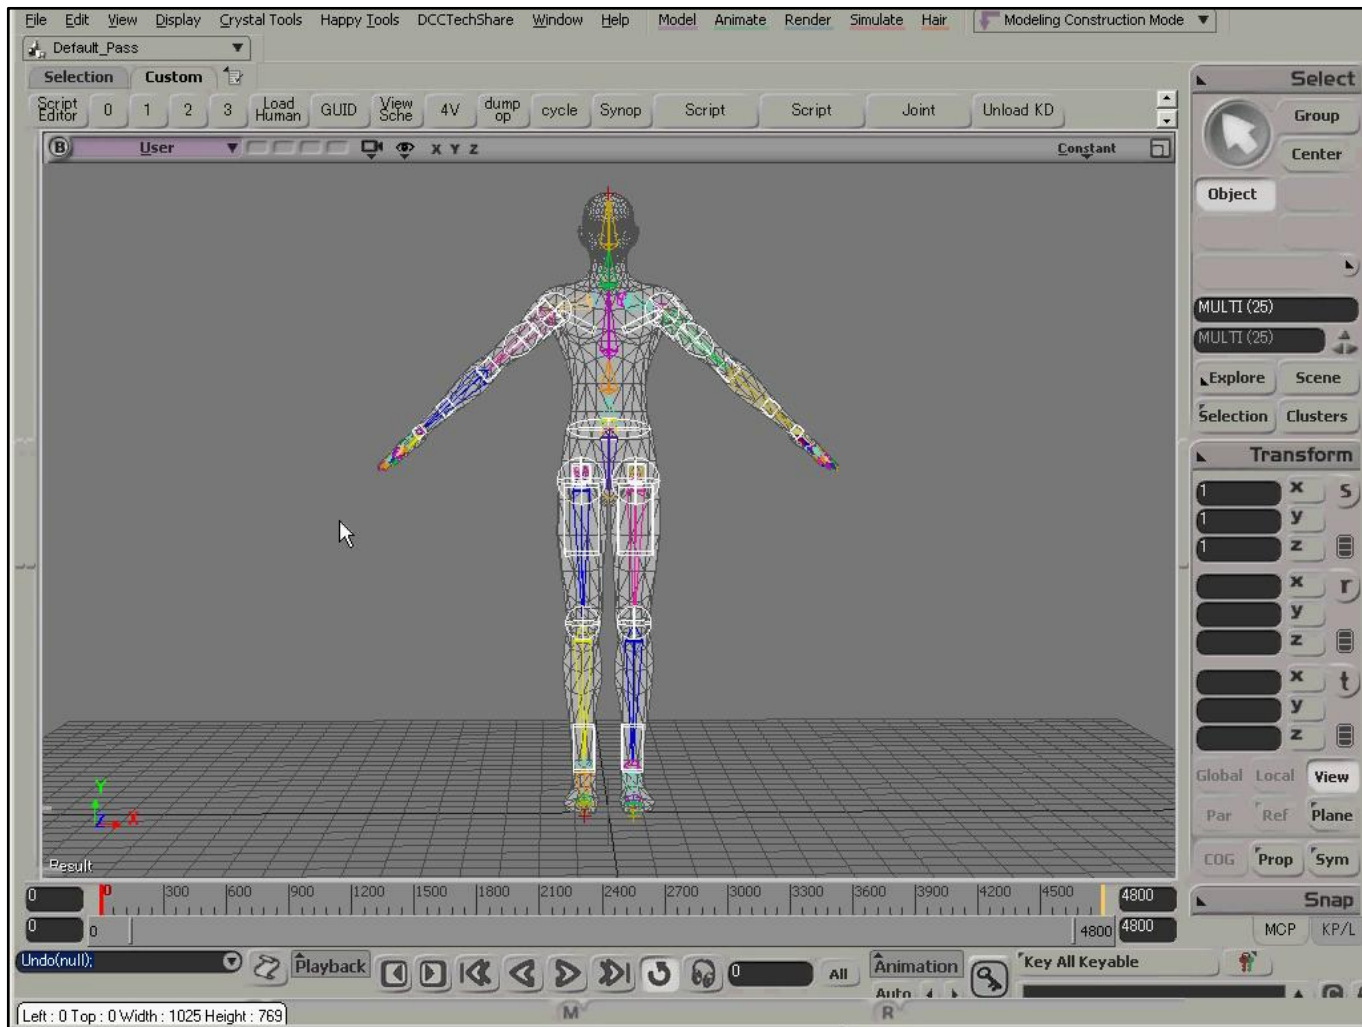 File Edit View Display Crystal Tools Happy Tools DCCTechShare Window Help Model Animate Render Simulate Hair Modeling Construction Mode
Default_Pass
Selection Custom
Script Editor 0 1 2 3 Load Human GUID View Sche 4V dump op cycle Synop Script Script Joint Unload KD
B User X Y Z Constant
Select
Group
Center
Object
MULTI (25)
MULTI (25)
Explore Scene
Selection Clusters
Transform
1 x s
1 y
1 z
x r
y
z
x t
y
z
Global Local View
Par Ref Plane
COG Prop Sym
Snap
MCP KP/L
Y
Z X
Result
0 0 300 600 900 1200 1500 1800 2100 2400 2700 3000 3300 3600 3900 4200 4500 4800
0 0 4800 4800
Undo(null); Playback 0 All Animation Key All Keyable
Auto
Left : 0 Top : 0 Width : 1025 Height : 769 M R